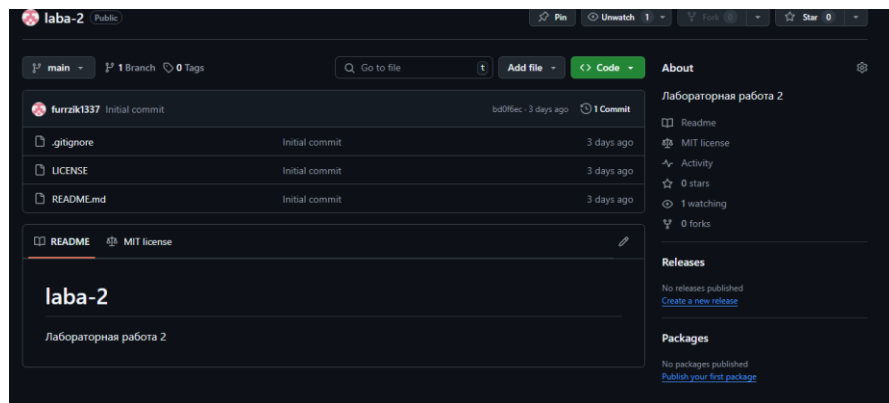 laba-2 Public Pin Unwatch 1 Fork 0 Star 0
main 1 Branch 0 Tags Go to file t Add file Code
furrzik1337 Initial commit bd0f6ec · 3 days ago 1 Commit
.gitignore Initial commit 3 days ago
LICENSE Initial commit 3 days ago
README.md Initial commit 3 days ago
README MIT license
laba-2
Лабораторная работа 2
About
Лабораторная работа 2
Readme
MIT license
Activity
0 stars
1 watching
0 forks
Releases
No releases published
Create a new release
Packages
No packages published
Publish your first package